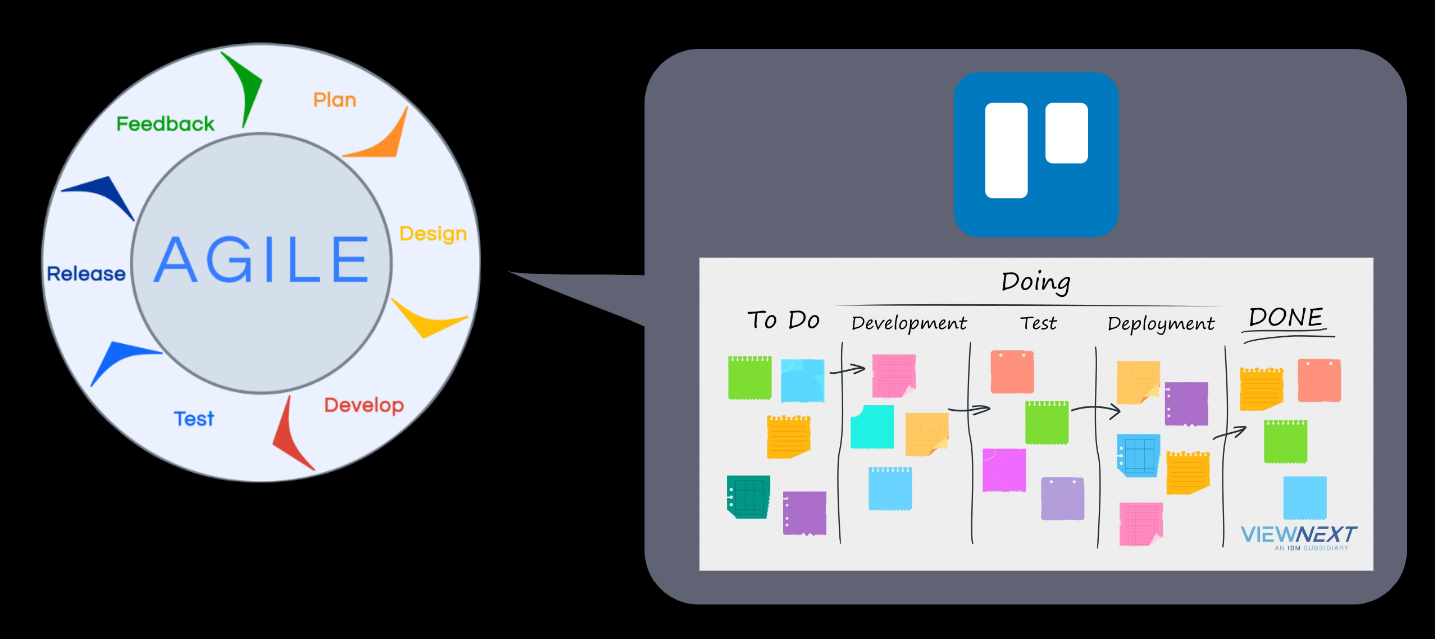 Plan
Design
Develop
Test
Release
Feedback
AGILE
Doing
To Do
Development
Test
Deployment
DONE
VIEWNEXT
AN IBM SUBSIDIARY